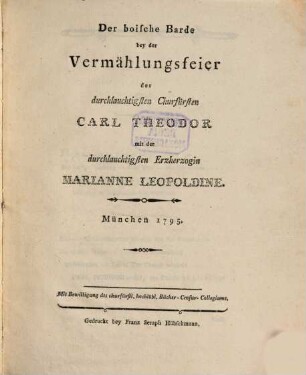 Der boische Barde
bey der
Vermählungsfeier
des
durchlauchtigsten Churfürsten
CARL THEODOR
mit der
durchlauchtigsten Erzherzogin
MARIANNE LEOPOLDINE.
München 1795.
Mit Bewilligung des churfürstl. hochlöbl. Bücher-Censur-Collegiums.
Gedruckt bey Franz Seraph Hübschmann.